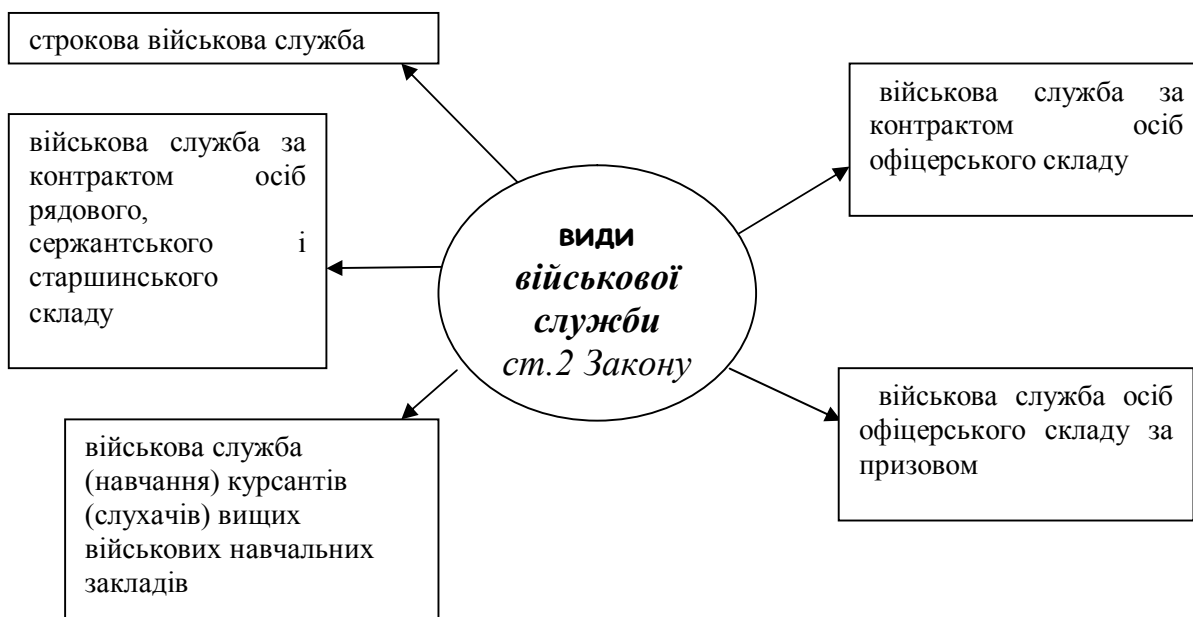 строкова військова служба
військова служба за
контрактом осіб
рядового,
сержантського і
старшинського
складу
військова служба
(навчання) курсантів
(слухачів) вищих
військових навчальних
закладів
види
військової
служби
ст.2 Закону
військова служба за
контрактом осіб
офіцерського складу
військова служба осіб
офіцерського складу за
призовом